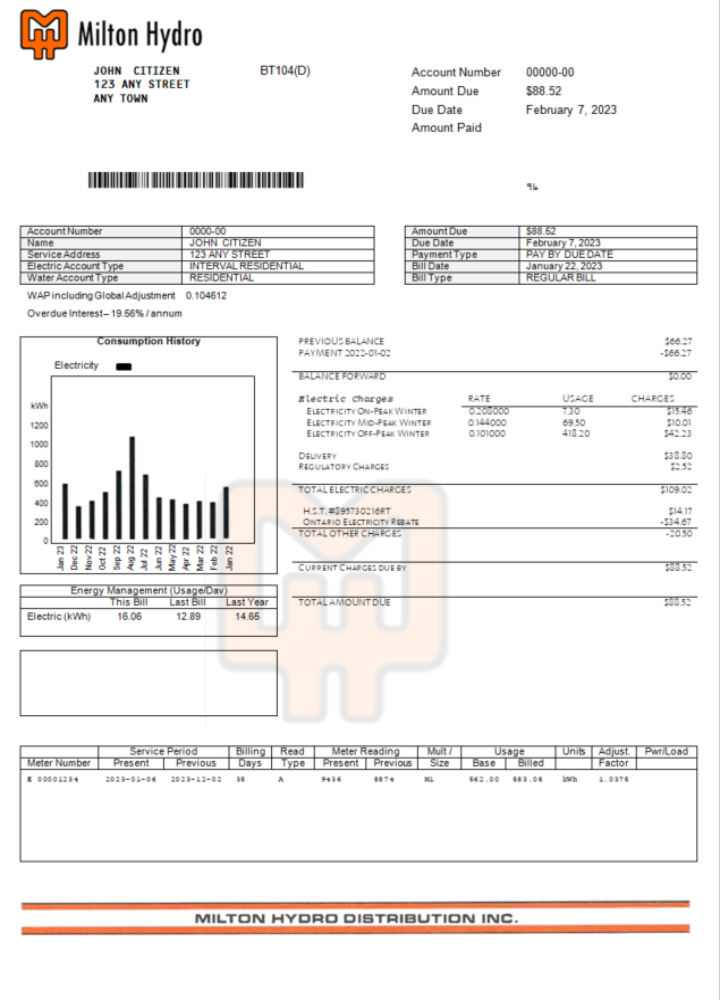 Milton Hydro
JOHN CITIZEN
123 ANY STREET
ANY TOWN
BT104(D)
Account Number 00000-00
Amount Due $88.52
Due Date February 7, 2023
Amount Paid
96
Account Number 0000-00
Name JOHN CITIZEN
Service Address 123 ANY STREET
Electric Account Type INTERVAL RESIDENTIAL
Water Account Type RESIDENTIAL
Amount Due $88.52
Due Date February 7, 2023
Payment Type PAY BY DUE DATE
Bill Date January 22, 2023
Bill Type REGULAR BILL
WAP including Global Adjustment 0.104612
Overdue Interest– 19.56% / annum
Consumption History
Electricity
kWh
1200
1000
800
600
400
200
0
Jan 23 Dec 22 Nov 22 Oct 22 Sep 22 Aug 22 Jul 22 Jun 22 May 22 Apr 22 Mar 22 Feb 22 Jan 22
PREVIOUS BALANCE $66.27
PAYMENT 2022-01-02 -$66.27
BALANCE FORWARD $0.00
Electric Charges RATE USAGE CHARGES
ELECTRICITY ON-PEAK WINTER 0.208000 7.30 $15.46
ELECTRICITY MID-PEAK WINTER 0.144000 69.50 $10.01
ELECTRICITY OFF-PEAK WINTER 0.101000 418.20 $42.23
DELIVERY $38.80
REGULATORY CHARGES $2.52
TOTAL ELECTRIC CHARGES $109.02
H.S.T. #895730216RT $14.17
ONTARIO ELECTRICITY REBATE -$34.67
TOTAL OTHER CHARGES -20.50
CURRENT CHARGES DUE BY $88.52
TOTAL AMOUNT DUE $88.52
Energy Management (Usage/Day)
This Bill Last Bill Last Year
Electric (kWh) 16.06 12.89 14.65
Service Period Billing Read Meter Reading Mult / Usage Units Adjust. Pwr/Load
Meter Number Present Previous Days Type Present Previous Size Base Billed Factor
E 00001234 2023-01-06 2023-12-02 35 A 9436 8874 M1 562.00 583.08 kWh 1.0375
MILTON HYDRO DISTRIBUTION INC.